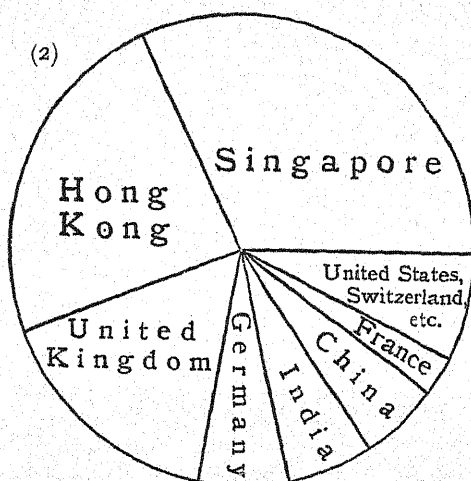 (2)
Singapore
Hong
Kong
United States,
Switzerland,
etc.
France
China
India
Germany
United
Kingdom